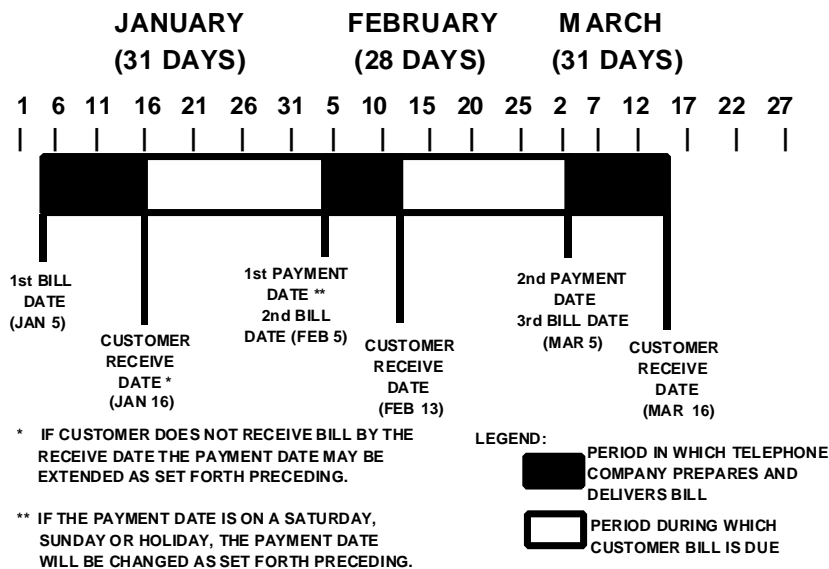 JANUARY FEBRUARY MARCH
(31 DAYS) (28 DAYS) (31 DAYS)
1 6 11 16 21 26 31 5 10 15 20 25 2 7 12 17 22 27
1st BILL
DATE
(JAN 5)
CUSTOMER
RECEIVE
DATE *
(JAN 16)
1st PAYMENT
DATE **
2nd BILL
DATE (FEB 5)
CUSTOMER
RECEIVE
DATE
(FEB 13)
2nd PAYMENT
DATE
3rd BILL DATE
(MAR 5)
CUSTOMER
RECEIVE
DATE
(MAR 16)
* IF CUSTOMER DOES NOT RECEIVE BILL BY THE
RECEIVE DATE THE PAYMENT DATE MAY BE
EXTENDED AS SET FORTH PRECEDING.
** IF THE PAYMENT DATE IS ON A SATURDAY,
SUNDAY OR HOLIDAY, THE PAYMENT DATE
WILL BE CHANGED AS SET FORTH PRECEDING.
LEGEND:
PERIOD IN WHICH TELEPHONE
COMPANY PREPARES AND
DELIVERS BILL
PERIOD DURING WHICH
CUSTOMER BILL IS DUE